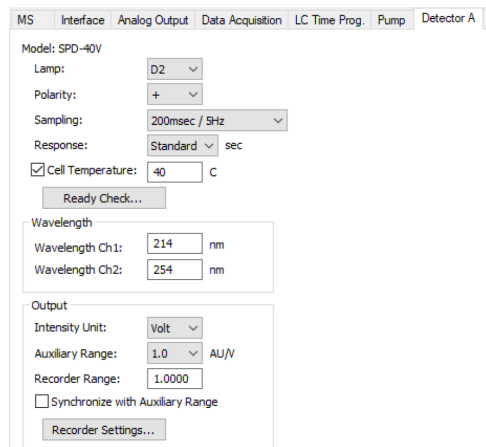 MS Interface Analog Output Data Acquisition LC Time Prog. Pump Detector A
Model: SPD-40V
Lamp: D2
Polarity: +
Sampling: 200msec / 5Hz
Response: Standard sec
Cell Temperature: 40 C
Ready Check...
Wavelength
Wavelength Ch1: 214 nm
Wavelength Ch2: 254 nm
Output
Intensity Unit: Volt
Auxiliary Range: 1.0 AU/V
Recorder Range: 1.0000
Synchronize with Auxiliary Range
Recorder Settings...